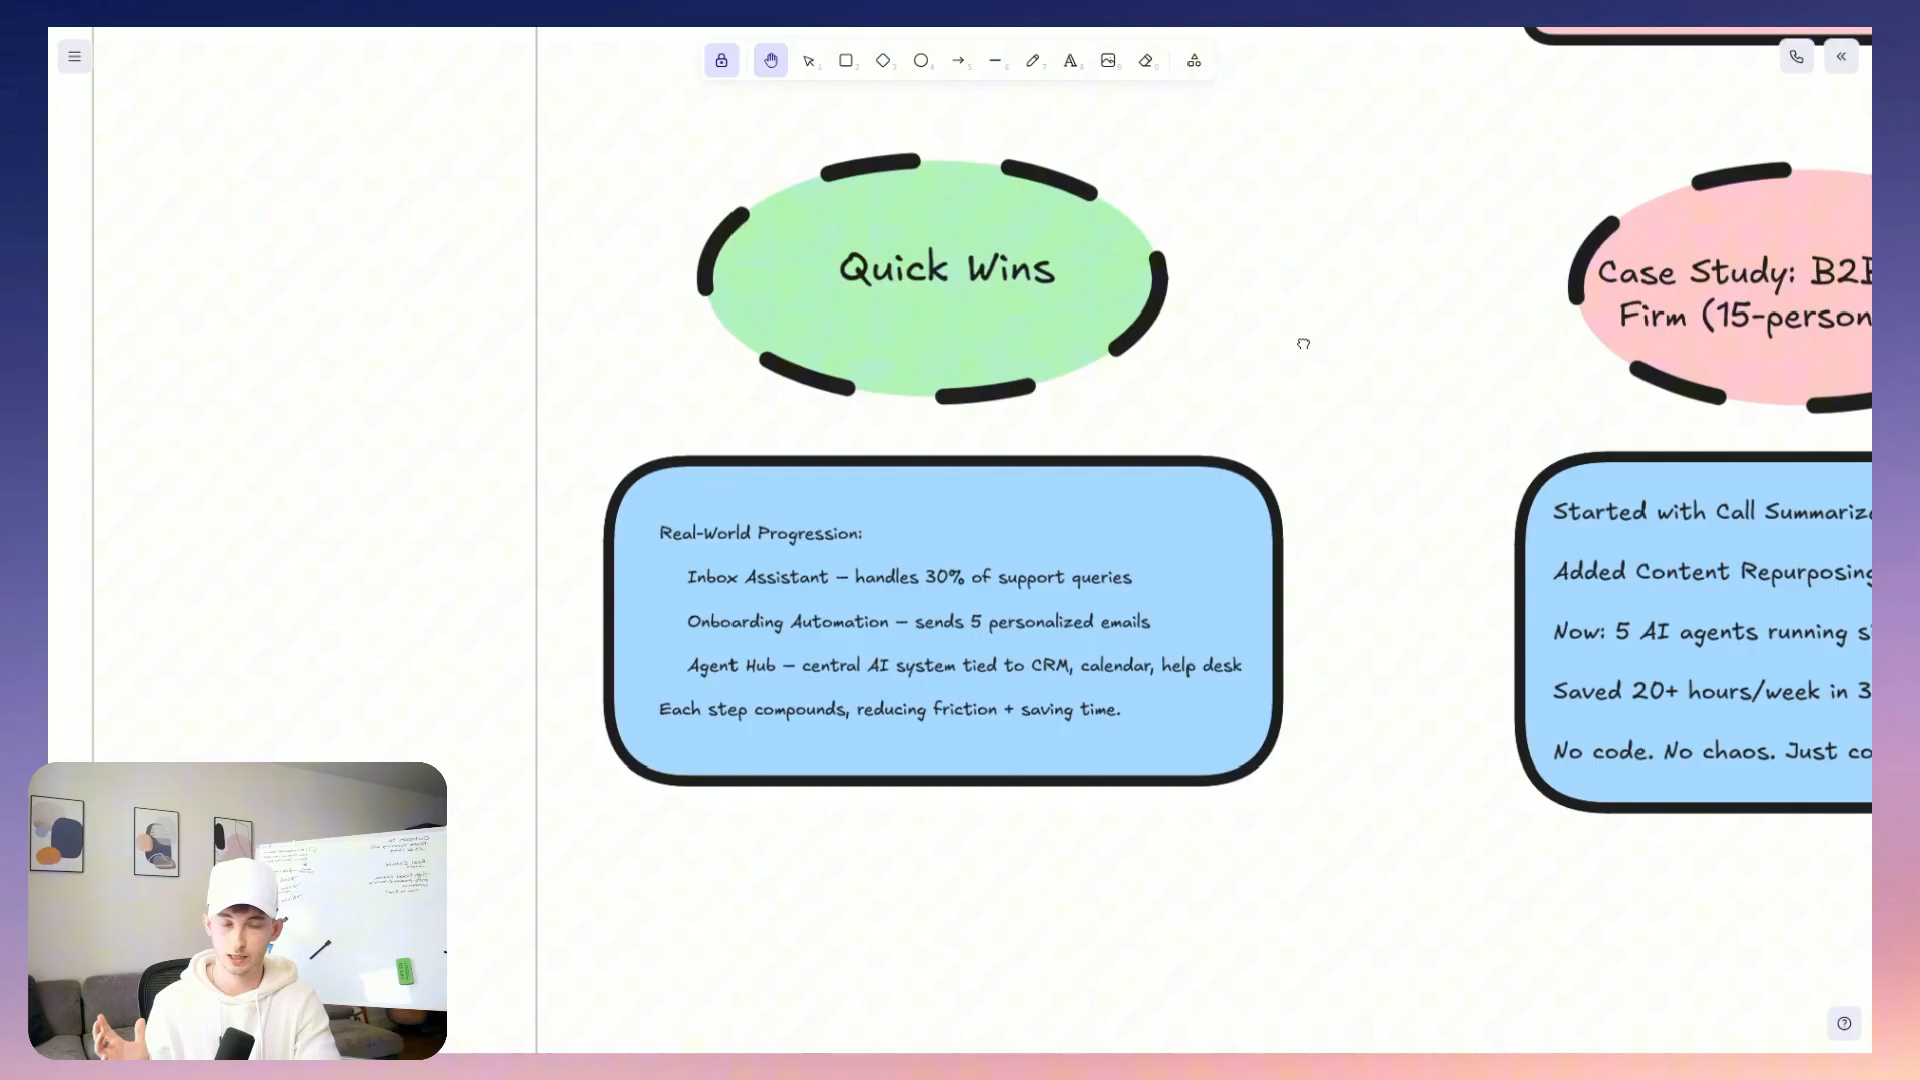 Quick Wins
Real-World Progression:
Inbox Assistant – handles 30% of support queries
Onboarding Automation – sends 5 personalized emails
Agent Hub – central AI system tied to CRM, calendar, help desk
Each step compounds, reducing friction + saving time.
Case Study: B2B
Firm (15-person
Started with Call
Added Content Repurposing
Now: 5 AI agents running
Saved 20+ hours/week in 3
No code. No chaos. Just